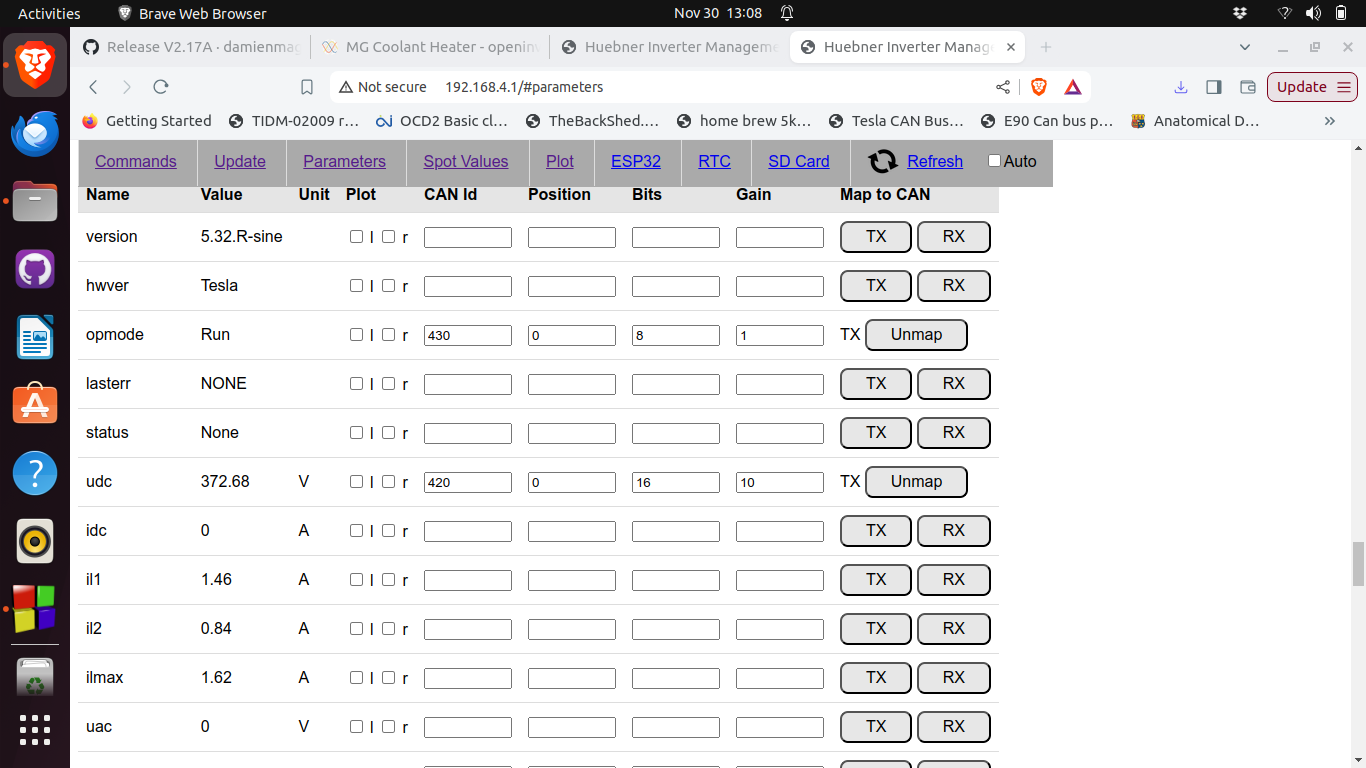 Activities Brave Web Browser Nov 30 13:08
Release V2.17A · damienmag MG Coolant Heater - openinv Huebner Inverter Manageme Huebner Inverter Manage
Not secure 192.168.4.1/#parameters Update
Getting Started TIDM-02009 r… OCD2 Basic cl… TheBackShed.… home brew 5k… Tesla CAN Bus… E90 Can bus p… Anatomical D… »
Commands Update Parameters Spot Values Plot ESP32 RTC SD Card Refresh Auto
Name Value Unit Plot CAN Id Position Bits Gain Map to CAN
version 5.32.R-sine l r TX RX
hwver Tesla l r TX RX
opmode Run l r 430 0 8 1 TX Unmap
lasterr NONE l r TX RX
status None l r TX RX
udc 372.68 V l r 420 0 16 10 TX Unmap
idc 0 A l r TX RX
il1 1.46 A l r TX RX
il2 0.84 A l r TX RX
ilmax 1.62 A l r TX RX
uac 0 V l r TX RX